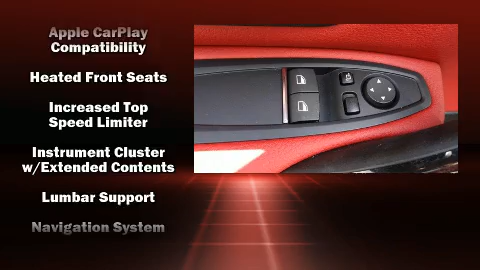 Apple CarPlay
Compatibility
Heated Front Seats
Increased Top
Speed Limiter
Instrument Cluster
w/Extended Contents
Lumbar Support
Navigation System